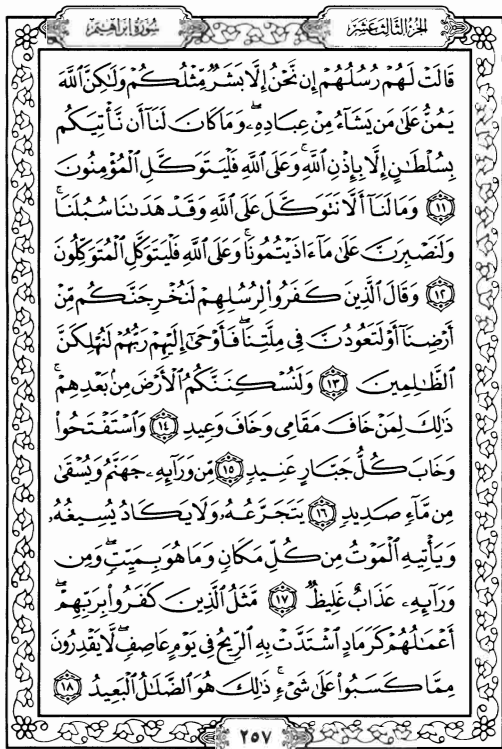 الجزء الثالث عشر
سورة إبراهيم
قَالَتْ لَهُمْ رُسُلُهُمْ إِن نَّحْنُ إِلَّا بَشَرٌ مِّثْلُكُمْ وَلَٰكِنَّ ٱللَّهَ
يَمُنُّ عَلَىٰ مَن يَشَآءُ مِنْ عِبَادِهِۦ ۖ وَمَا كَانَ لَنَآ أَن نَّأْتِيَكُم
بِسُلْطَٰنٍ إِلَّا بِإِذْنِ ٱللَّهِ ۚ وَعَلَى ٱللَّهِ فَلْيَتَوَكَّلِ ٱلْمُؤْمِنُونَ
١١ وَمَا لَنَآ أَلَّا نَتَوَكَّلَ عَلَى ٱللَّهِ وَقَدْ هَدَىٰنَا سُبُلَنَا ۚ
وَلَنَصْبِرَنَّ عَلَىٰ مَآ ءَاذَيْتُمُونَا ۚ وَعَلَى ٱللَّهِ فَلْيَتَوَكَّلِ ٱلْمُتَوَكِّلُونَ
١٢ وَقَالَ ٱلَّذِينَ كَفَرُوا۟ لِرُسُلِهِمْ لَنُخْرِجَنَّكُم مِّنْ
أَرْضِنَآ أَوْ لَتَعُودُنَّ فِى مِلَّتِنَا ۖ فَأَوْحَىٰٓ إِلَيْهِمْ رَبُّهُمْ لَنُهْلِكَنَّ
ٱلظَّٰلِمِينَ ١٣ وَلَنُسْكِنَنَّكُمُ ٱلْأَرْضَ مِنۢ بَعْدِهِمْ ۚ
ذَٰلِكَ لِمَنْ خَافَ مَقَامِى وَخَافَ وَعِيدِ ١٤ وَٱسْتَفْتَحُوا۟
وَخَابَ كُلُّ جَبَّارٍ عَنِيدٍ ١٥ مِّن وَرَآئِهِۦ جَهَنَّمُ وَيُسْقَىٰ
مِن مَّآءٍ صَدِيدٍ ١٦ يَتَجَرَّعُهُۥ وَلَا يَكَادُ يُسِيغُهُۥ
وَيَأْتِيهِ ٱلْمَوْتُ مِن كُلِّ مَكَانٍ وَمَا هُوَ بِمَيِّتٍ ۖ وَمِن
وَرَآئِهِۦ عَذَابٌ غَلِيظٌ ١٧ مَّثَلُ ٱلَّذِينَ كَفَرُوا۟ بِرَبِّهِمْ ۖ
أَعْمَٰلُهُمْ كَرَمَادٍ ٱشْتَدَّتْ بِهِ ٱلرِّيحُ فِى يَوْمٍ عَاصِفٍ ۖ لَّا يَقْدِرُونَ
مِمَّا كَسَبُوا۟ عَلَىٰ شَىْءٍ ۚ ذَٰلِكَ هُوَ ٱلضَّلَٰلُ ٱلْبَعِيدُ ١٨
٢٥٧